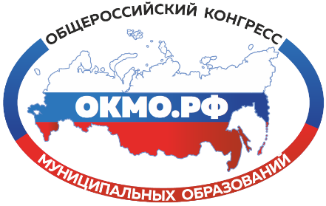 ОБЩЕРОССИЙСКИЙ КОНГРЕСС
ОКМО.РФ
МУНИЦИПАЛЬНЫХ ОБРАЗОВАНИЙ